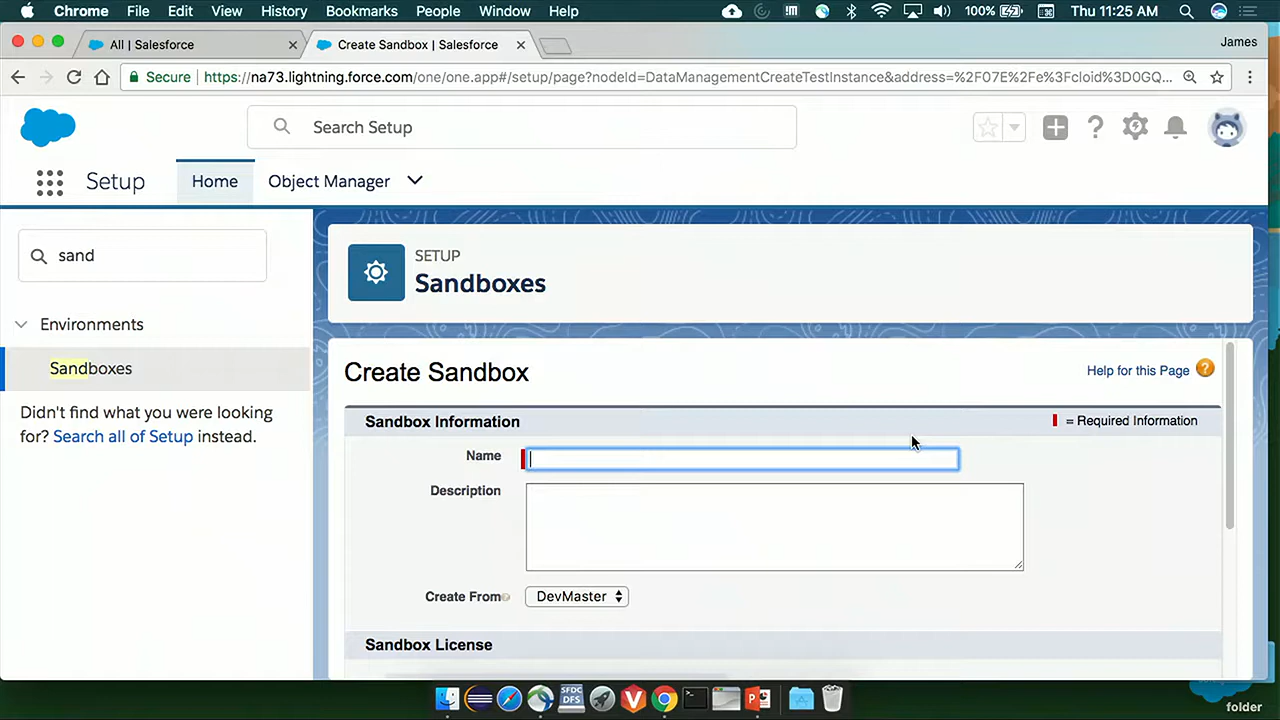 Chrome File Edit View History Bookmarks People Window Help 100% Thu 11:25 AM
All | Salesforce
Create Sandbox | Salesforce
James
Secure https://na73.lightning.force.com/one/one.app#/setup/page?nodeId=DataManagementCreateTestInstance&address=%2F07E%2Fe%3Fcloid%3D0GQ...
Search Setup
Setup Home Object Manager
sand
Environments
Sandboxes
Didn't find what you were looking
for? Search all of Setup instead.
SETUP
Sandboxes
Create Sandbox
Help for this Page
Sandbox Information
= Required Information
Name
Description
Create From DevMaster
Sandbox License
SFDC
DFS
folder